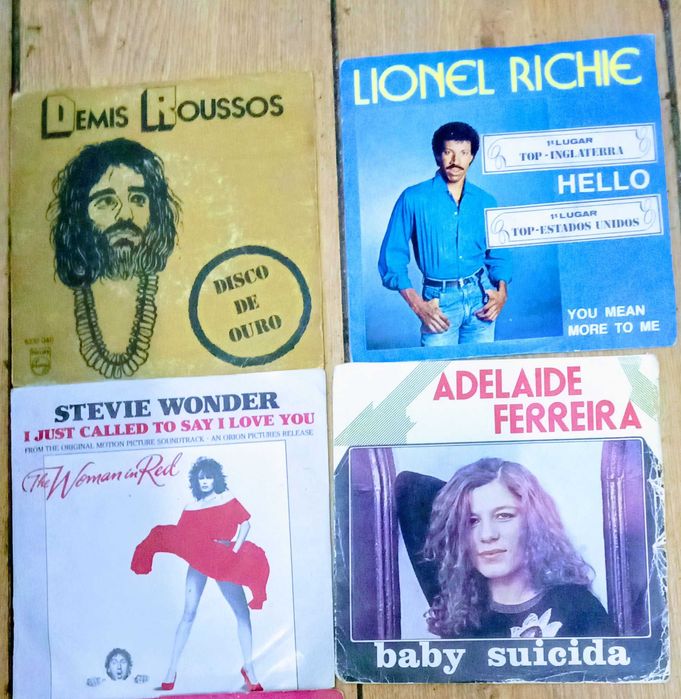 DEMIS ROUSSOS
DISCO
DE
OURO
PHILIPS
LIONEL RICHIE
1º LUGAR
TOP-INGLATERRA
HELLO
1º LUGAR
TOP-ESTADOS UNIDOS
YOU MEAN
MORE TO ME
STEVIE WONDER
I JUST CALLED TO SAY I LOVE YOU
FROM THE ORIGINAL MOTION PICTURE SOUNDTRACK · AN ORION PICTURES RELEASE
The Woman in Red
ADELAIDE
FERREIRA
baby suicida